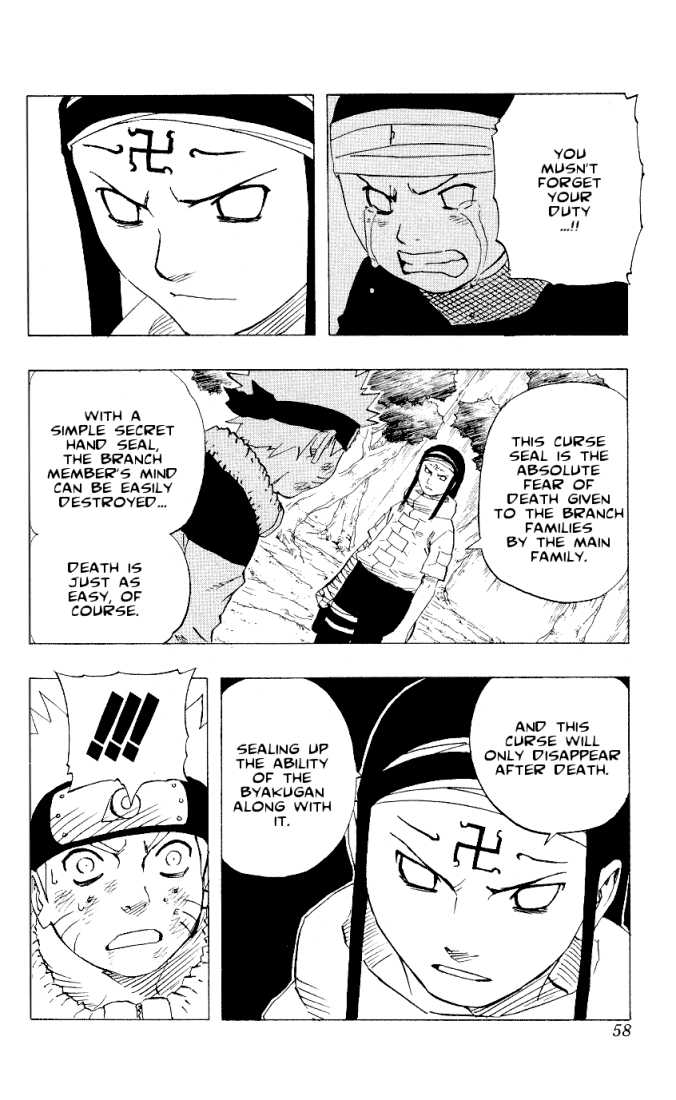 YOU
MUSN'T
FORGET
YOUR
DUTY
...!!
THIS CURSE
SEAL IS THE
ABSOLUTE
FEAR OF
DEATH GIVEN
TO THE BRANCH
FAMILIES
BY THE MAIN
FAMILY.
WITH A
SIMPLE SECRET
HAND SEAL,
THE BRANCH
MEMBER'S MIND
CAN BE EASILY
DESTROYED...
DEATH IS
JUST AS
EASY, OF
COURSE.
AND THIS
CURSE WILL
ONLY DISAPPEAR
AFTER DEATH.
SEALING UP
THE ABILITY
OF THE
BYAKUGAN
ALONG WITH
IT.
!!!
58